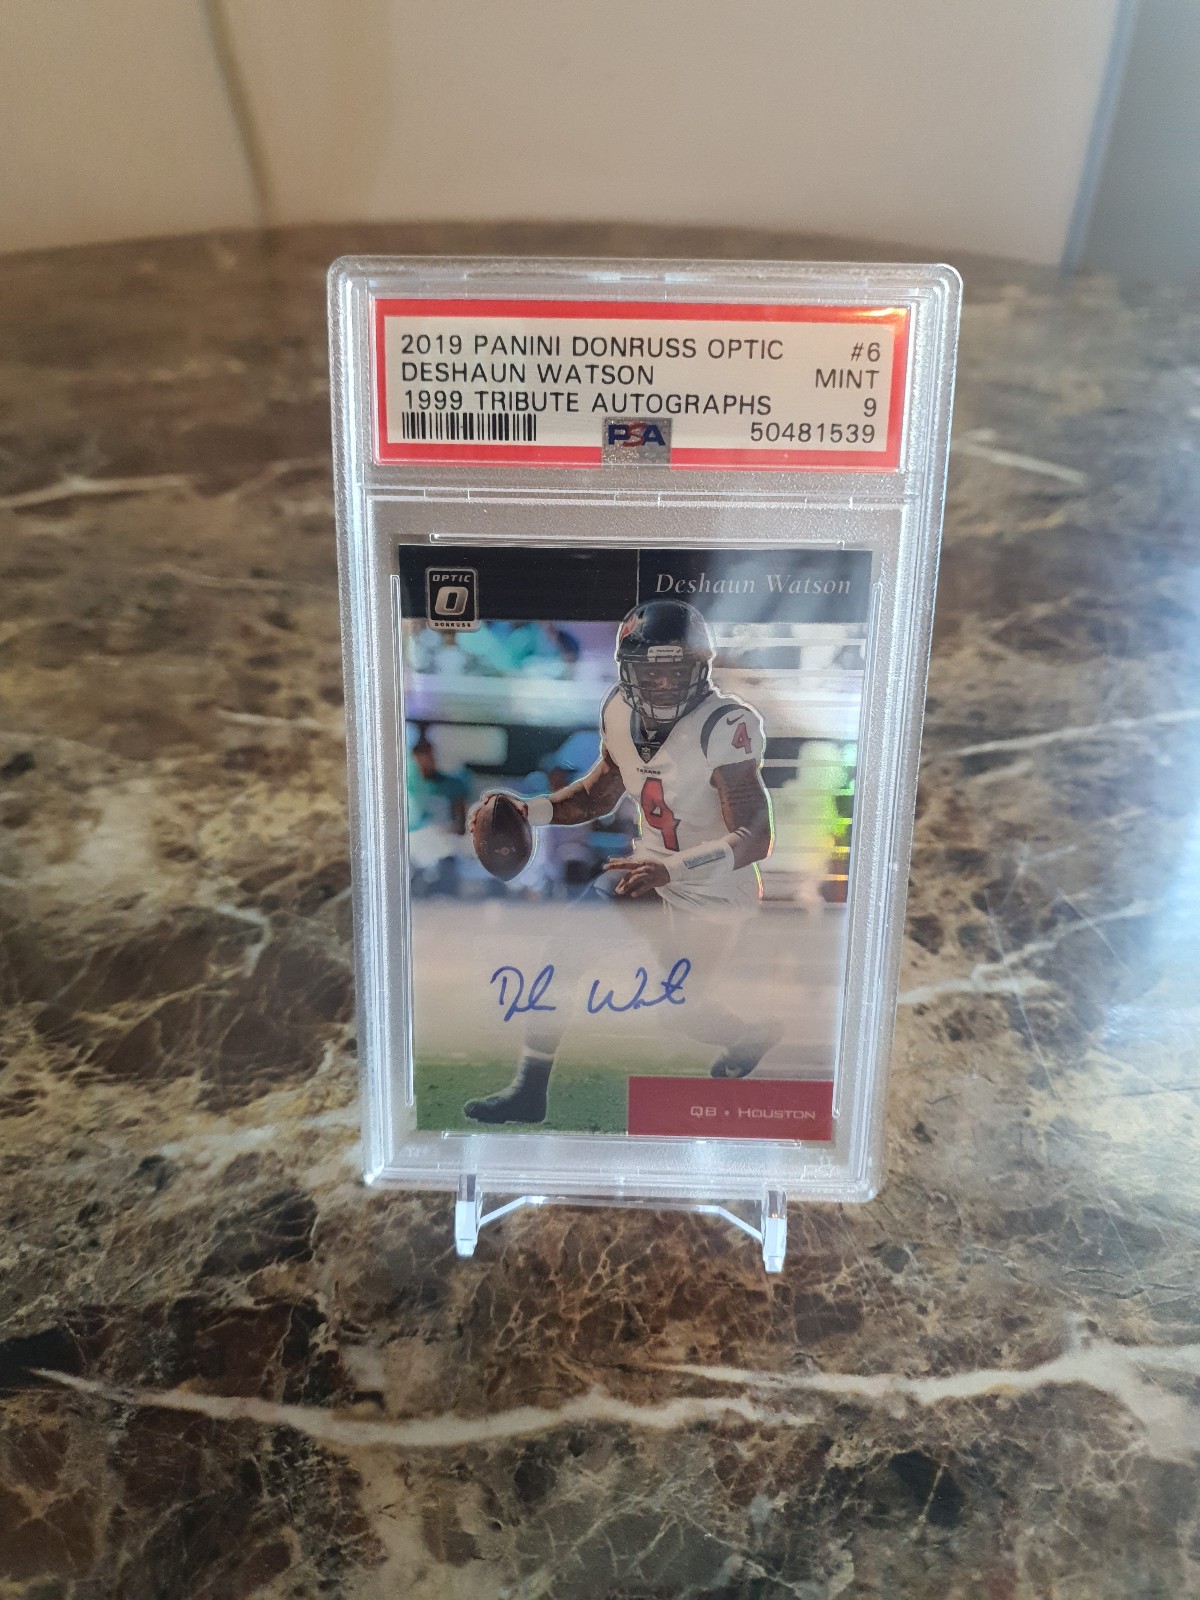 2019 PANINI DONRUSS OPTIC #6
DESHAUN WATSON MINT
1999 TRIBUTE AUTOGRAPHS 9
PSA 50481539
OPTIC
O
DONRUSS
Deshaun Watson
4
TEXANS
4
QB • HOUSTON